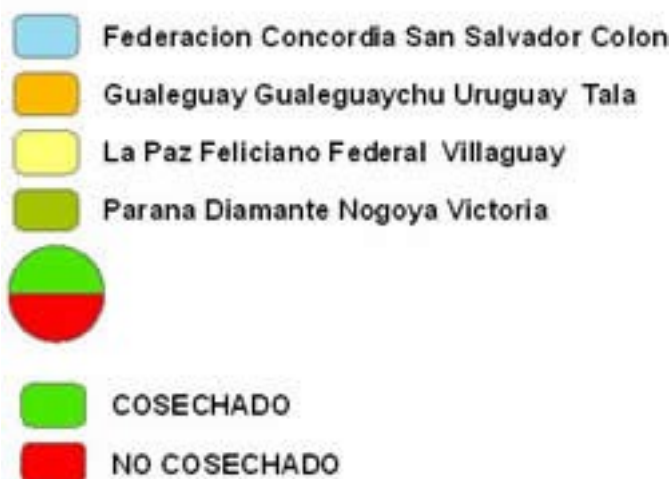 Federacion Concordia San Salvador Colon
Gualeguay Gualeguaychu Uruguay Tala
La Paz Feliciano Federal Villaguay
Parana Diamante Nogoya Victoria
COSECHADO
NO COSECHADO